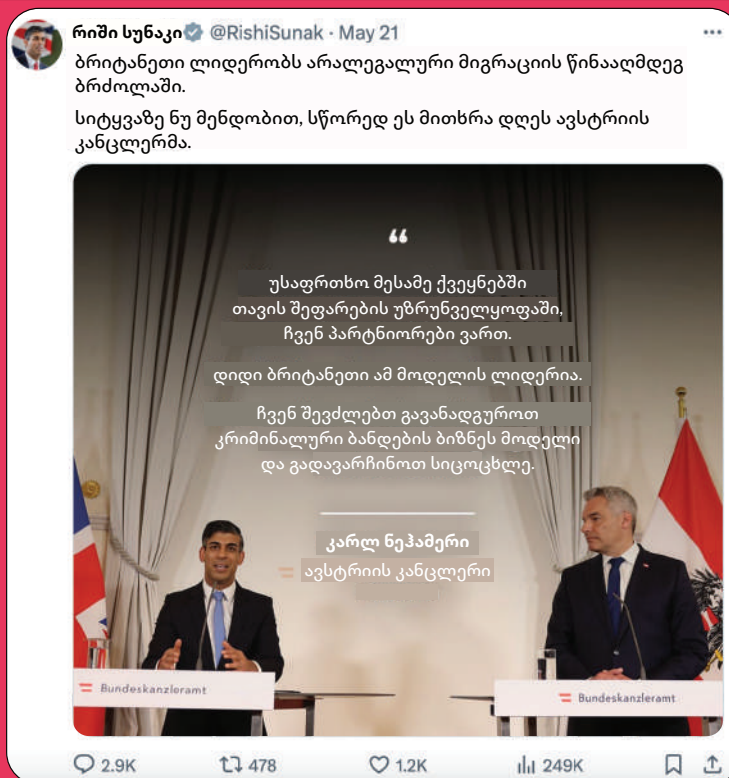 რიში სუნაკი @RishiSunak · May 21
ბრიტანეთი ლიდერობს არალეგალური მიგრაციის წინააღმდეგ
ბრძოლაში.
სიტყვაზე ნუ მენდობით, სწორედ ეს მითხრა დღეს ავსტრიის
კანცლერმა.
“
უსაფრთხო მესამე ქვეყნებში
თავის შეფარების უზრუნველყოფაში,
ჩვენ პარტნიორები ვართ.
დიდი ბრიტანეთი ამ მოდელის ლიდერია.
ჩვენ შევძლებთ გავანადგუროთ
კრიმინალური ბანდების ბიზნეს მოდელი
და გადავარჩინოთ სიცოცხლე.
კარლ ნეჰამერი
ავსტრიის კანცლერი
Bundeskanzleramt
Bundeskanzleramt
2.9K 478 1.2K 249K